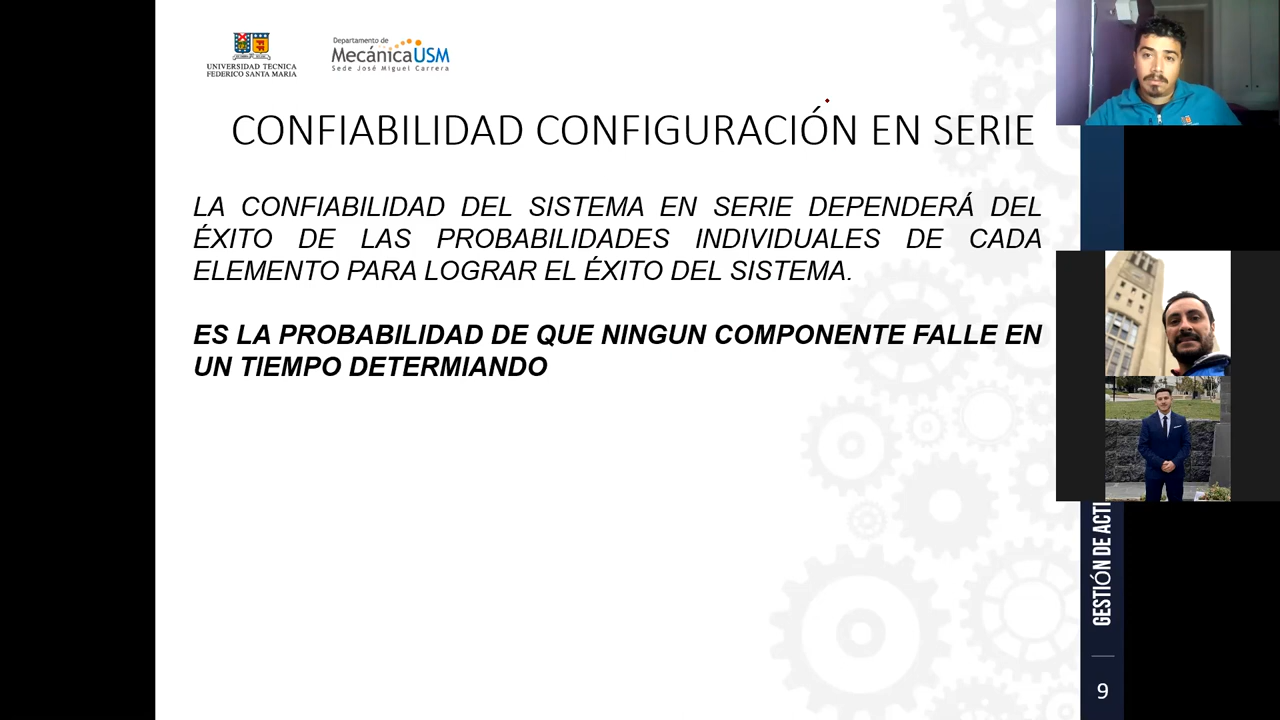 UNIVERSIDAD TECNICA
FEDERICO SANTA MARIA
Departamento de
MecánicaUSM
Sede José Miguel Carrera
CONFIABILIDAD CONFIGURACIÓN EN SERIE
LA CONFIABILIDAD DEL SISTEMA EN SERIE DEPENDERÁ DEL
ÉXITO DE LAS PROBABILIDADES INDIVIDUALES DE CADA
ELEMENTO PARA LOGRAR EL ÉXITO DEL SISTEMA.
ES LA PROBABILIDAD DE QUE NINGUN COMPONENTE FALLE EN
UN TIEMPO DETERMIANDO
GESTIÓN DE ACTI
9